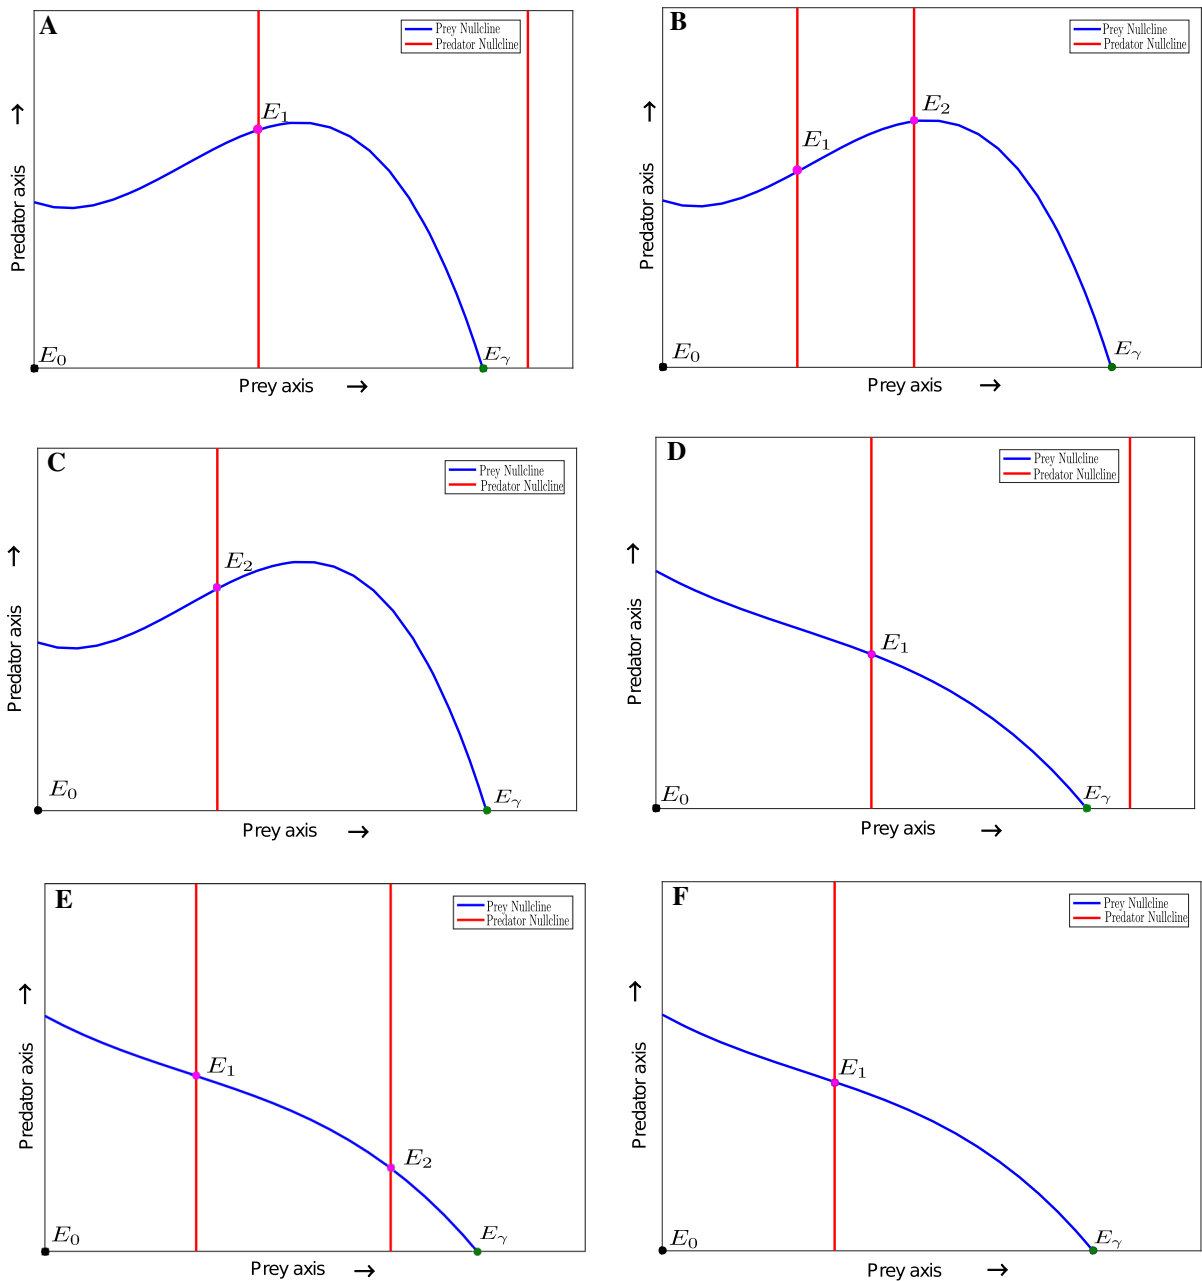 A
Prey Nullcline
Predator Nullcline
E1
E0
Eγ
Predator axis →
Prey axis →
B
Prey Nullcline
Predator Nullcline
E1
E2
E0
Eγ
Predator axis →
Prey axis →
C
Prey Nullcline
Predator Nullcline
E2
E0
Eγ
Predator axis →
Prey axis →
D
Prey Nullcline
Predator Nullcline
E1
E0
Eγ
Predator axis →
Prey axis →
E
Prey Nullcline
Predator Nullcline
E1
E2
E0
Eγ
Predator axis →
Prey axis →
F
Prey Nullcline
Predator Nullcline
E1
E0
Eγ
Predator axis →
Prey axis →